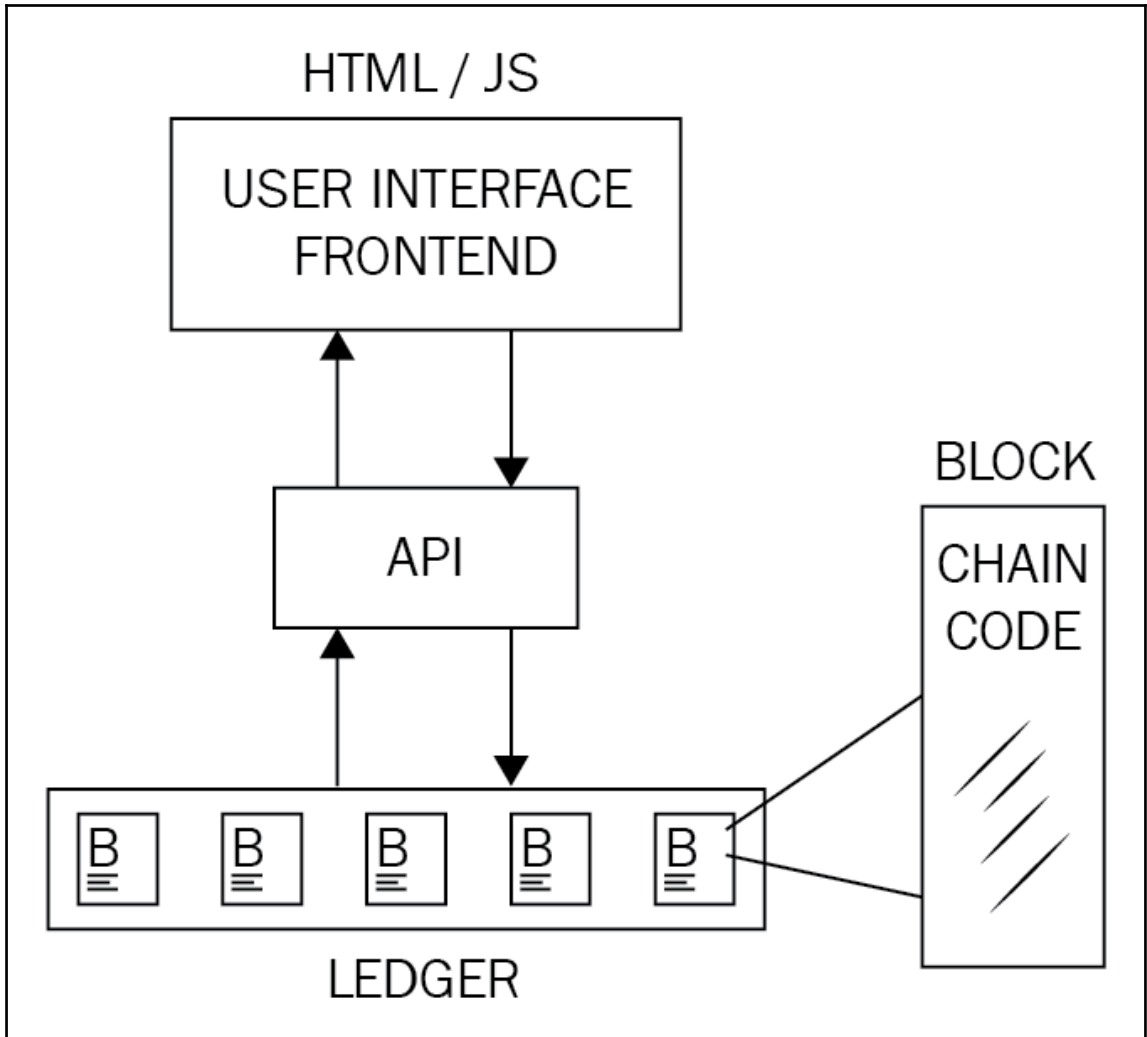 HTML / JS
USER INTERFACE
FRONTEND
API
BLOCK
CHAIN
CODE
B
B
B
B
B
LEDGER